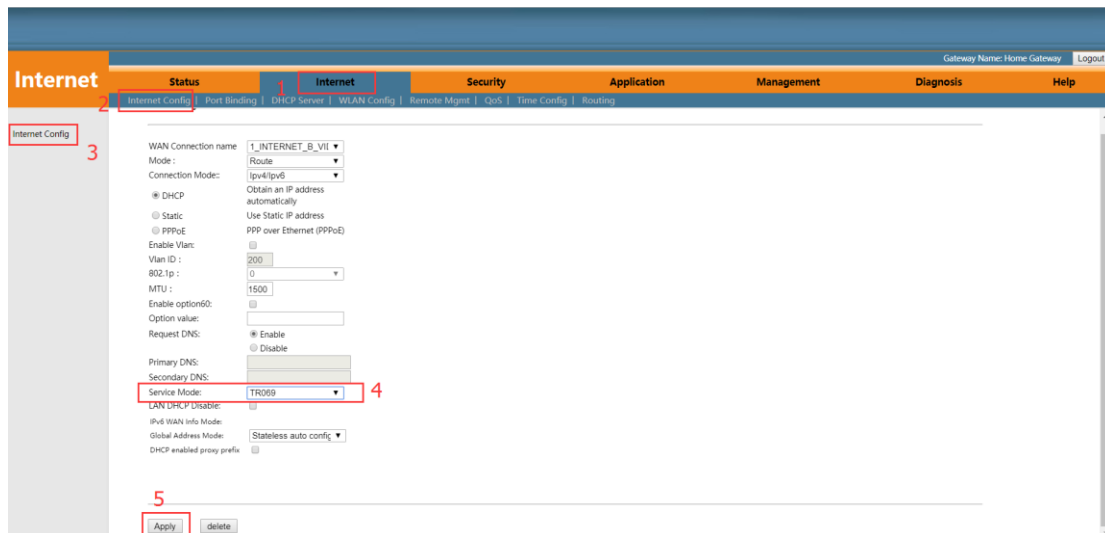 Gateway Name: Home Gateway Logout
Internet
Status 1 Internet Security Application Management Diagnosis Help
2 Internet Config | Port Binding | DHCP Server | WLAN Config | Remote Mgmt | QoS | Time Config | Routing
Internet Config
3
WAN Connection name 1_INTERNET_B_VI
Mode : Route
Connection Mode:: Ipv4/Ipv6
DHCP Obtain an IP address automatically
Static Use Static IP address
PPPoE PPP over Ethernet (PPPoE)
Enable Vlan:
Vlan ID : 200
802.1p : 0
MTU : 1500
Enable option60:
Option value:
Request DNS: Enable
Disable
Primary DNS:
Secondary DNS:
Service Mode: TR069 4
LAN DHCP Disable:
IPv6 WAN Info Mode:
Global Address Mode: Stateless auto config
DHCP enabled proxy prefix
5
Apply delete